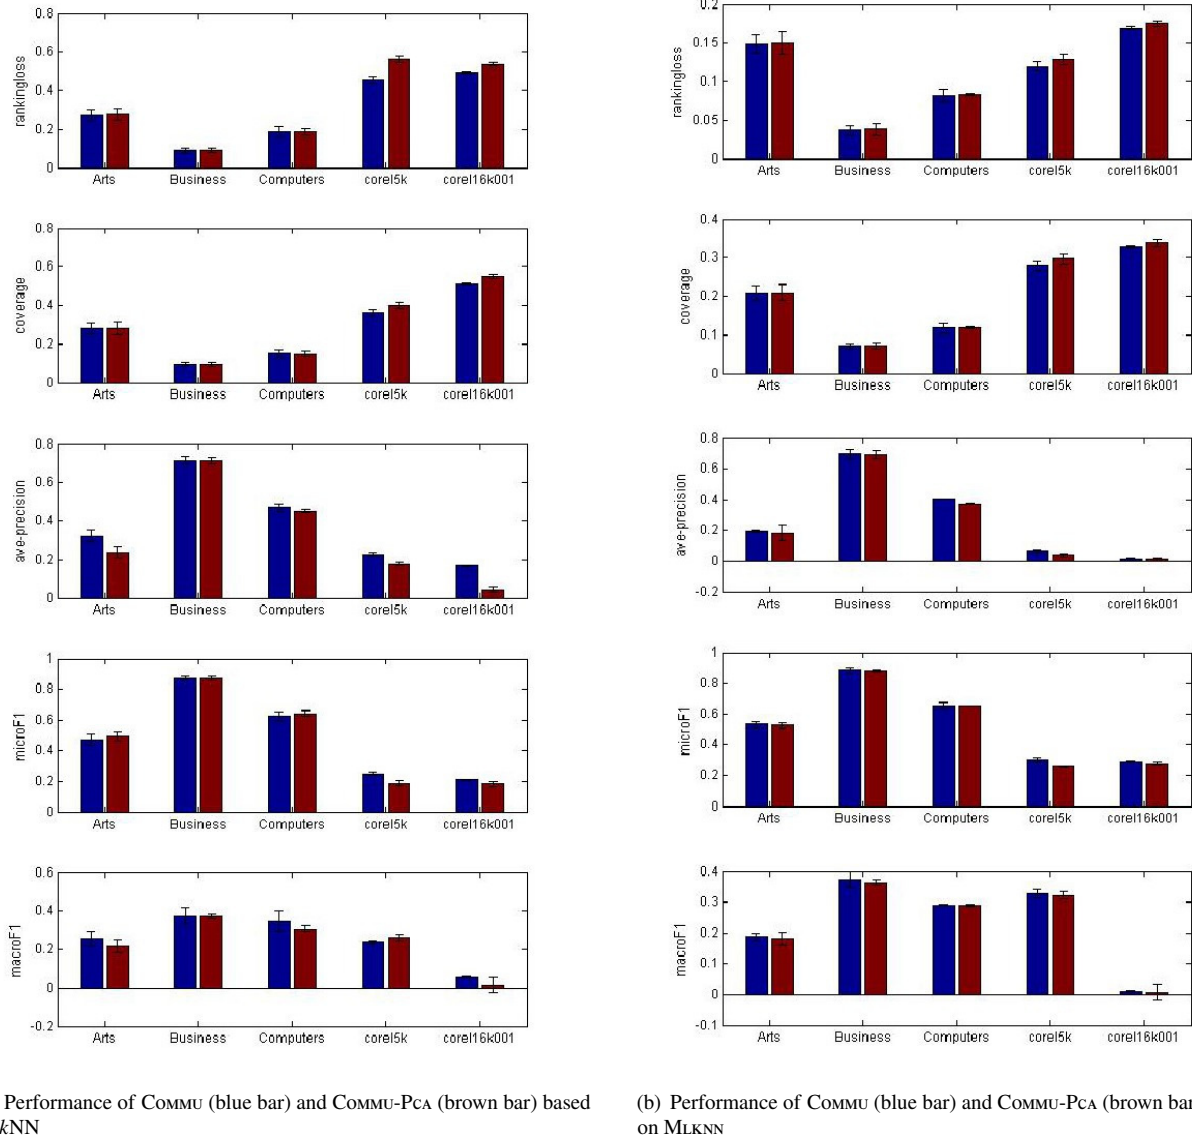 0.8
0.6
0.4
0.2
0
rankingloss
Arts Business Computers corel5k corel16k001
0.8
0.6
0.4
0.2
0
coverage
Arts Business Computers corel5k corel16k001
0.8
0.6
0.4
0.2
0
ave-precision
Arts Business Computers corel5k corel16k001
1
0.8
0.6
0.4
0.2
0
microF1
Arts Business Computers corel5k corel16k001
0.6
0.4
0.2
0
-0.2
macroF1
Arts Business Computers corel5k corel16k001
Performance of COMMU (blue bar) and COMMU-PCA (brown bar) based
kNN
0.2
0.15
0.1
0.05
0
rankingloss
Arts Business Computers corel5k corel16k001
0.4
0.3
0.2
0.1
0
coverage
Arts Business Computers corel5k corel16k001
0.8
0.6
0.4
0.2
0
-0.2
ave-precision
Arts Business Computers corel5k corel16k001
1
0.8
0.6
0.4
0.2
0
microF1
Arts Business Computers corel5k corel16k001
0.4
0.3
0.2
0.1
0
-0.1
macroF1
Arts Business Computers corel5k corel16k001
(b) Performance of COMMU (blue bar) and COMMU-PCA (brown bar
on MLKNN